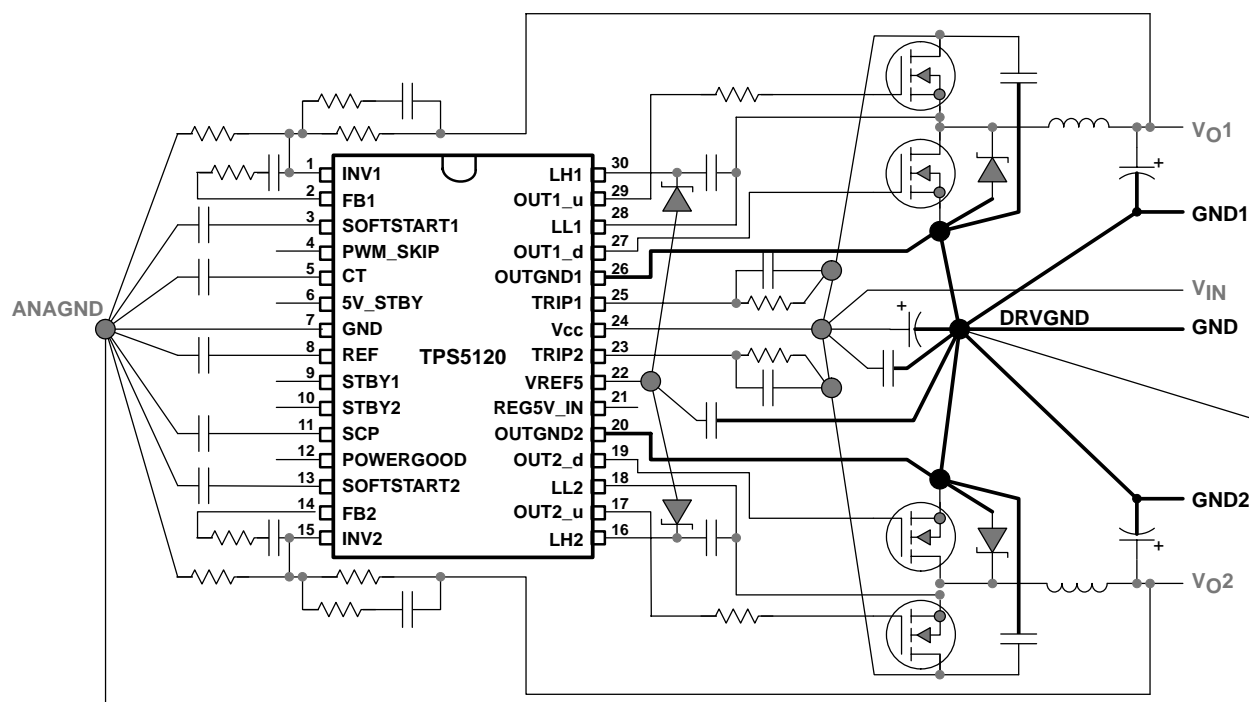 1 INV1
2 FB1
3 SOFTSTART1
4 PWM_SKIP
5 CT
6 5V_STBY
7 GND
8 REF
9 STBY1
10 STBY2
11 SCP
12 POWERGOOD
13 SOFTSTART2
14 FB2
15 INV2
TPS5120
LH1 30
OUT1_u 29
LL1 28
OUT1_d 27
OUTGND1 26
TRIP1 25
Vcc 24
TRIP2 23
VREF5 22
REG5V_IN 21
OUTGND2 20
OUT2_d 19
LL2 18
OUT2_u 17
LH2 16
ANAGND
VO1
+
GND1
VIN
+
DRVGND
GND
GND2
+
VO2